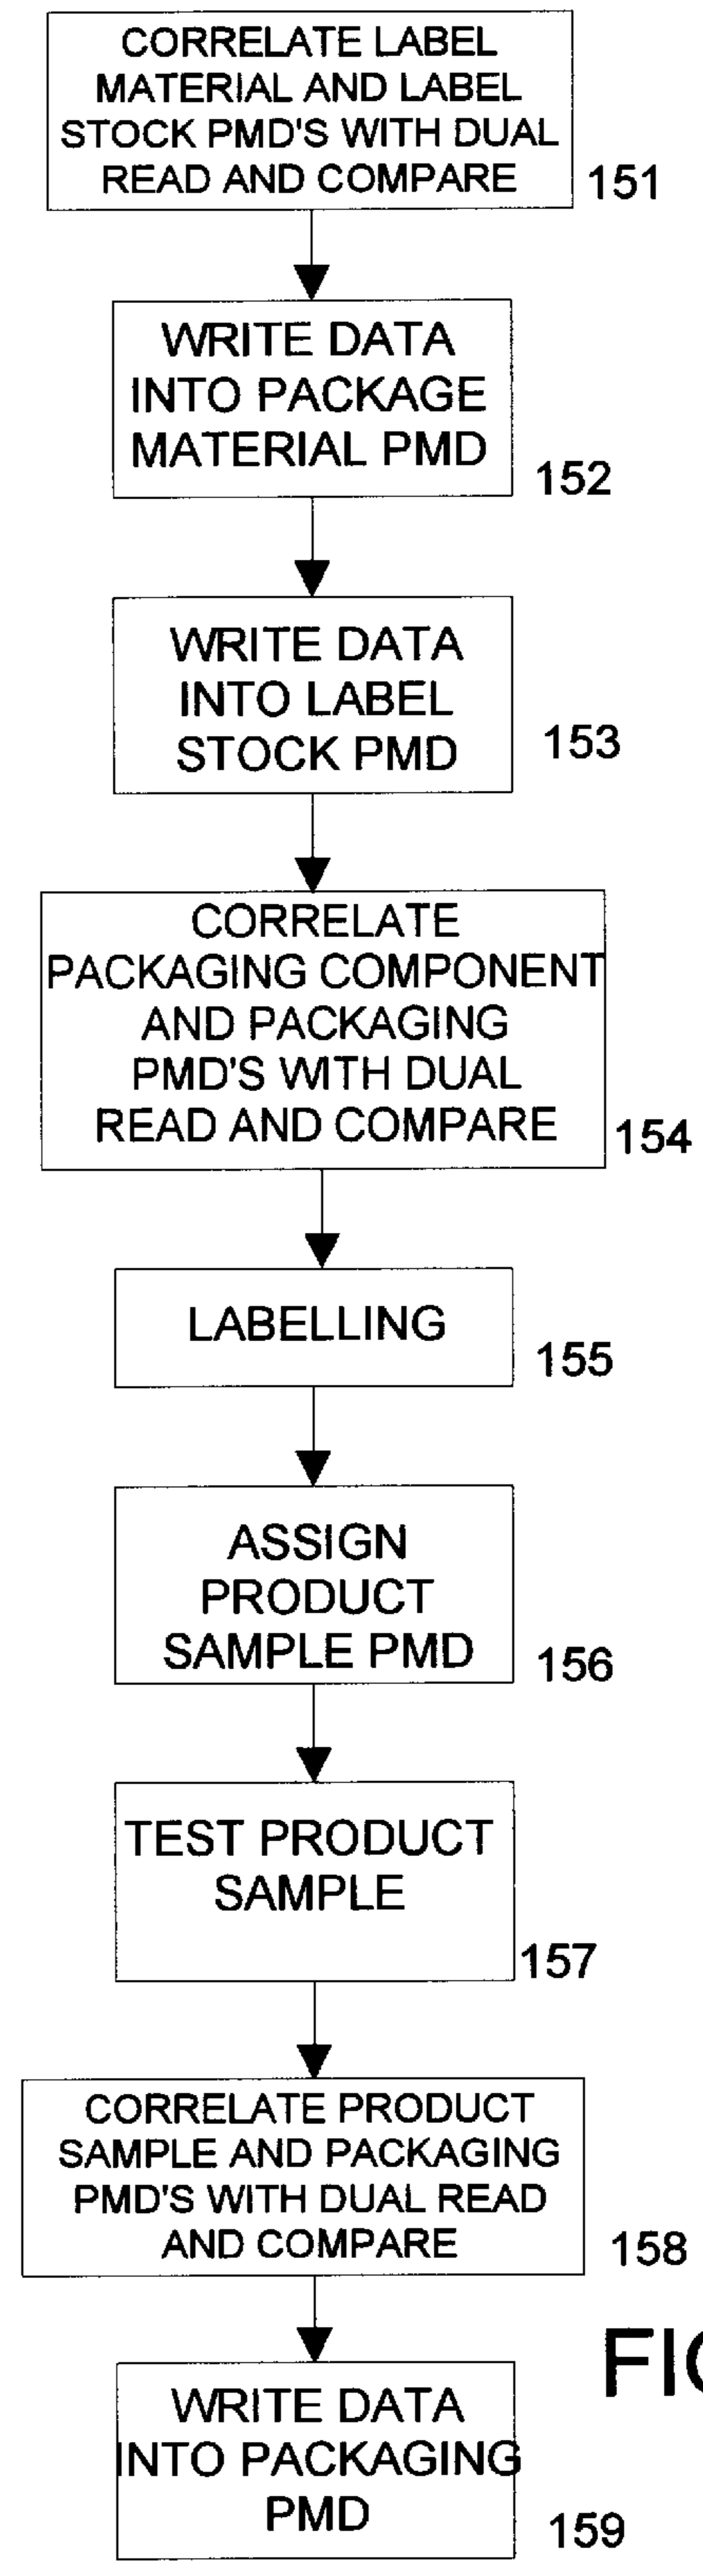 CORRELATE LABEL
MATERIAL AND LABEL
STOCK PMD'S WITH DUAL
READ AND COMPARE
151
WRITE DATA
INTO PACKAGE
MATERIAL PMD
152
WRITE DATA
INTO LABEL
STOCK PMD
153
CORRELATE
PACKAGING COMPONENT
AND PACKAGING
PMD'S WITH DUAL
READ AND COMPARE
154
LABELLING
155
ASSIGN
PRODUCT
SAMPLE PMD
156
TEST PRODUCT
SAMPLE
157
CORRELATE PRODUCT
SAMPLE AND PACKAGING
PMD'S WITH DUAL READ
AND COMPARE
158
WRITE DATA
INTO PACKAGING
PMD
159